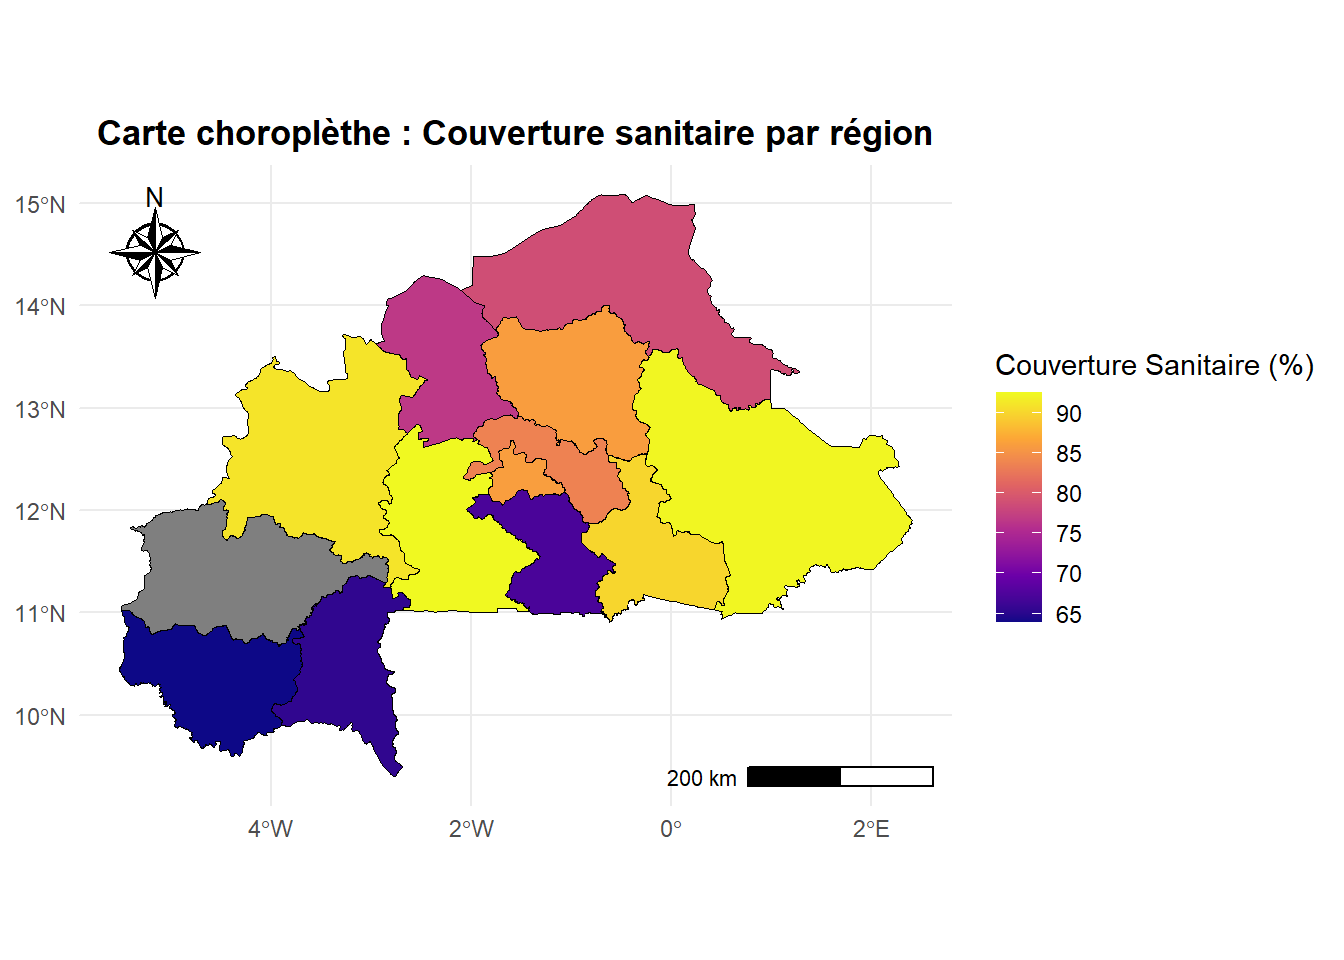 Carte choroplèthe : Couverture sanitaire par région
N
15°N
14°N
13°N
12°N
11°N
10°N
4°W
2°W
0°
2°E
200 km
Couverture Sanitaire (%)
90
85
80
75
70
65